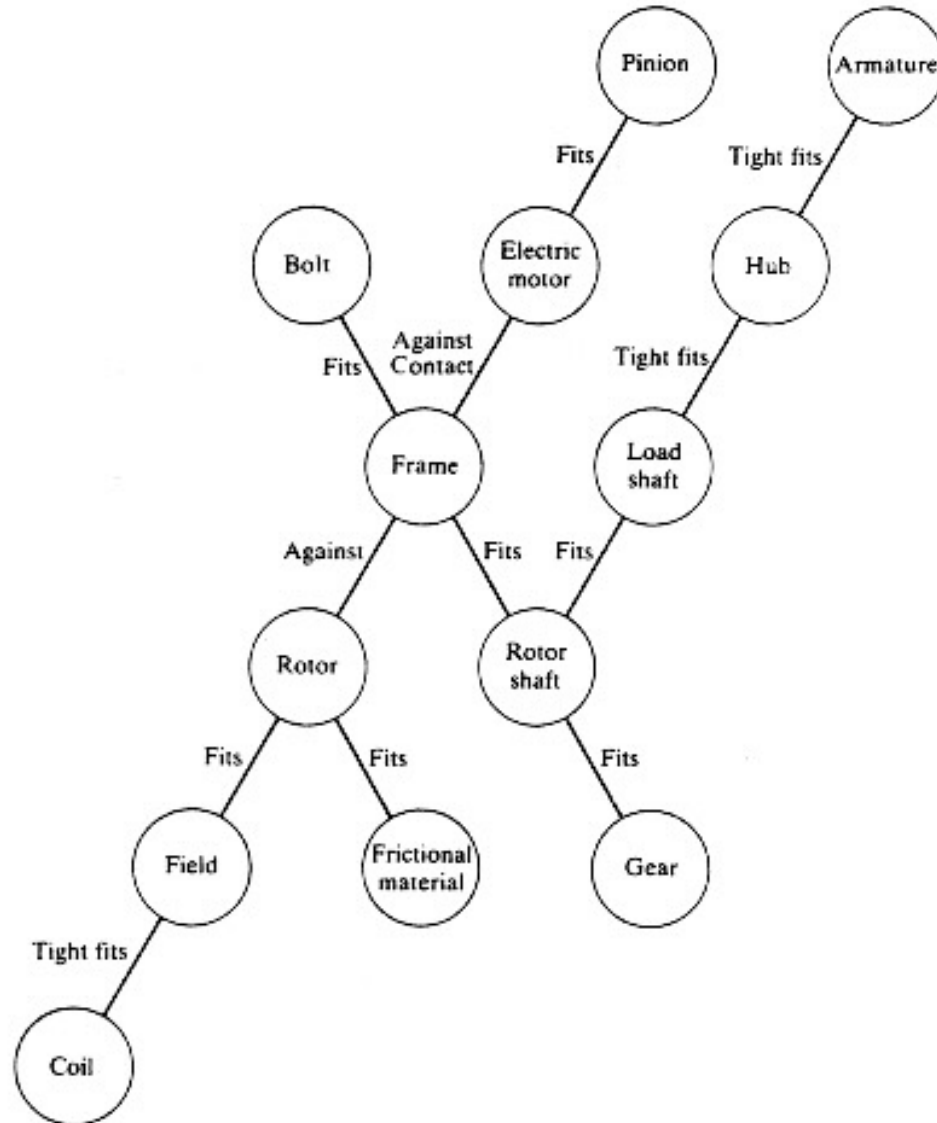 Pinion
Armature
Fits
Tight fits
Bolt
Electric
motor
Hub
Against
Contact
Fits
Tight fits
Frame
Load
shaft
Against
Fits
Fits
Rotor
Rotor
shaft
Fits
Fits
Fits
Field
Frictional
material
Gear
Tight fits
Coil